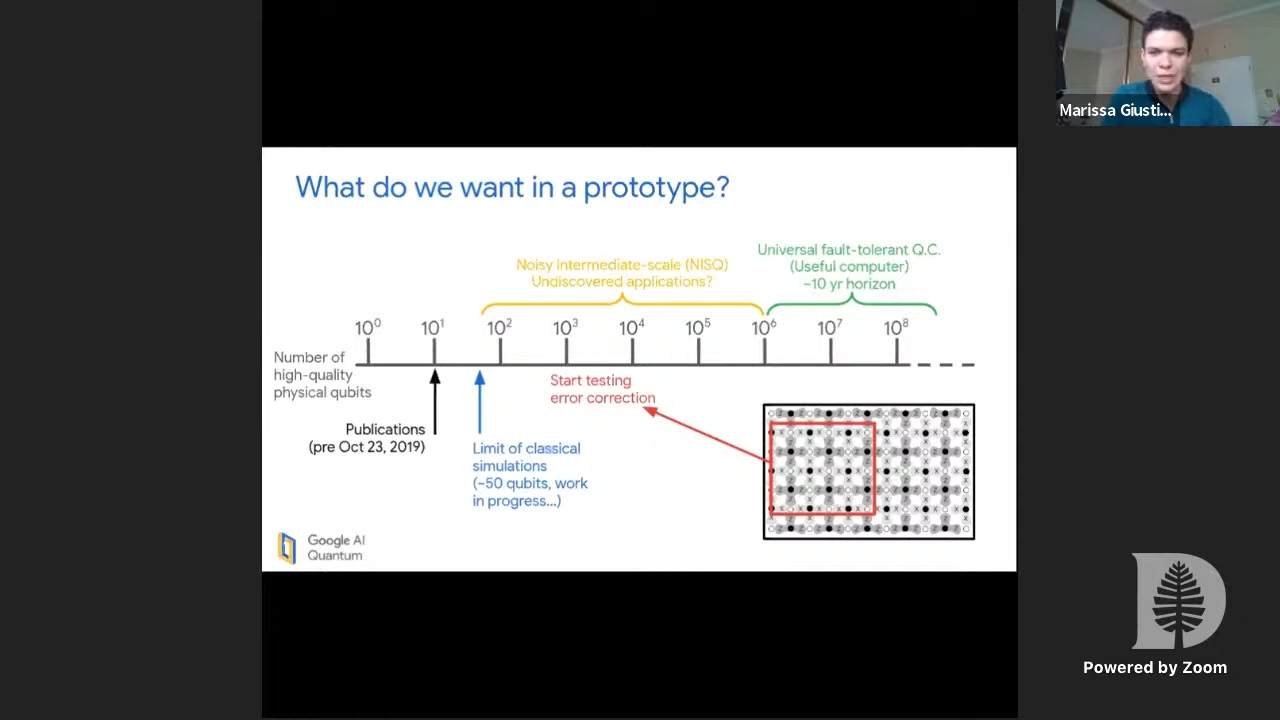 Marissa Giusti...
What do we want in a prototype?
Noisy intermediate-scale (NISQ)
Undiscovered applications?
Universal fault-tolerant Q.C.
(Useful computer)
~10 yr horizon
10⁰ 10¹ 10² 10³ 10⁴ 10⁵ 10⁶ 10⁷ 10⁸
Number of
high-quality
physical qubits
Start testing
error correction
Publications
(pre Oct 23, 2019)
Limit of classical
simulations
(~50 qubits, work
in progress...)
Google AI
Quantum
D
Powered by Zoom